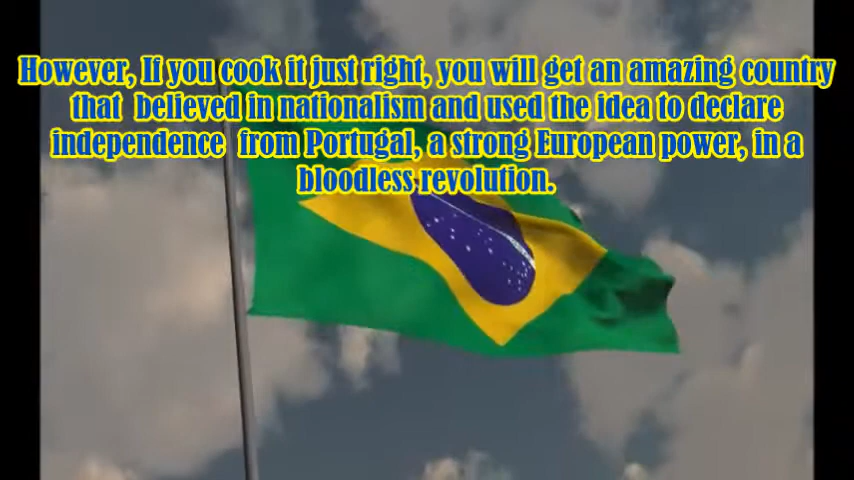 However, If you cook it just right, you will get an amazing country
that believed in nationalism and used the idea to declare
independence from Portugal, a strong European power, in a
bloodless revolution.